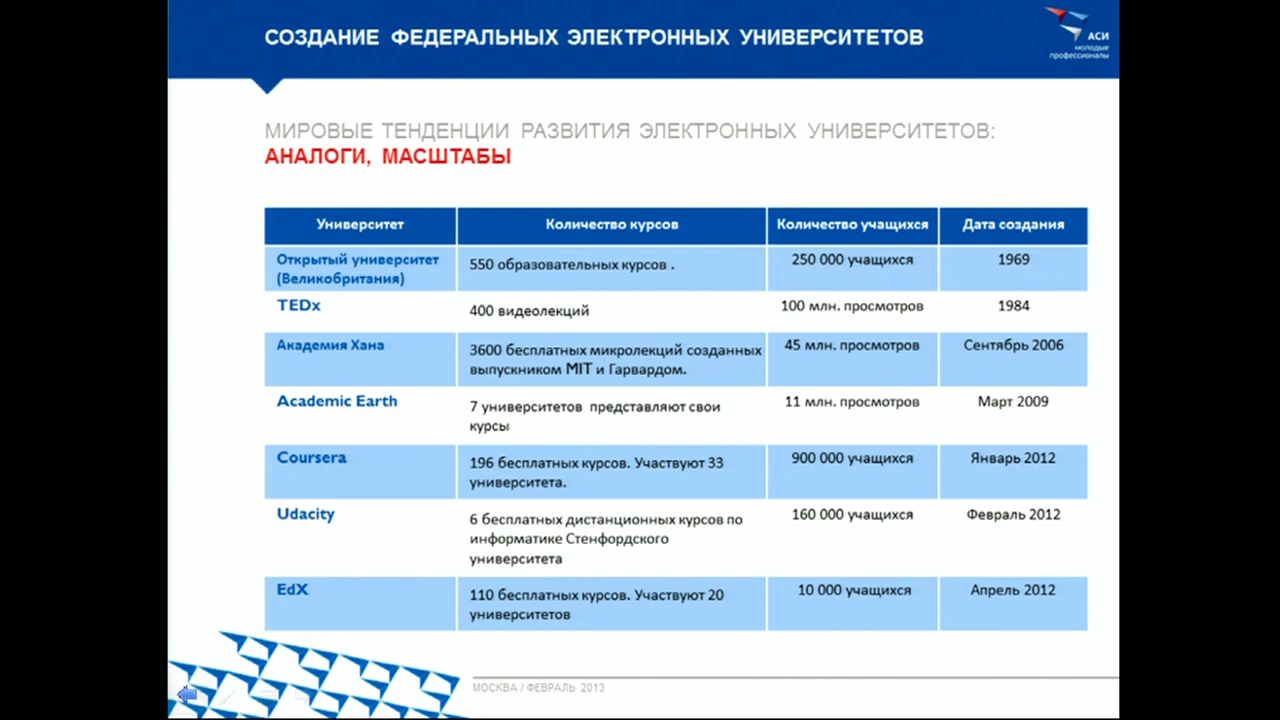 СОЗДАНИЕ ФЕДЕРАЛЬНЫХ ЭЛЕКТРОННЫХ УНИВЕРСИТЕТОВ
АСИ
молодые
профессионалы
МИРОВЫЕ ТЕНДЕНЦИИ РАЗВИТИЯ ЭЛЕКТРОННЫХ УНИВЕРСИТЕТОВ:
АНАЛОГИ, МАСШТАБЫ
Университет Количество курсов Количество учащихся Дата создания
Открытый университет
(Великобритания)
550 образовательных курсов .
250 000 учащихся
1969
TEDx
400 видеолекций
100 млн. просмотров
1984
Академия Хана
3600 бесплатных микролекций созданных
выпускником MIT и Гарвардом.
45 млн. просмотров
Сентябрь 2006
Academic Earth
7 университетов представляют свои
курсы
11 млн. просмотров
Март 2009
Coursera
196 бесплатных курсов. Участвуют 33
университета.
900 000 учащихся
Январь 2012
Udacity
6 бесплатных дистанционных курсов по
информатике Стенфордского
университета
160 000 учащихся
Февраль 2012
EdX
110 бесплатных курсов. Участвуют 20
университетов
10 000 учащихся
Апрель 2012
МОСКВА / ФЕВРАЛЬ 2013